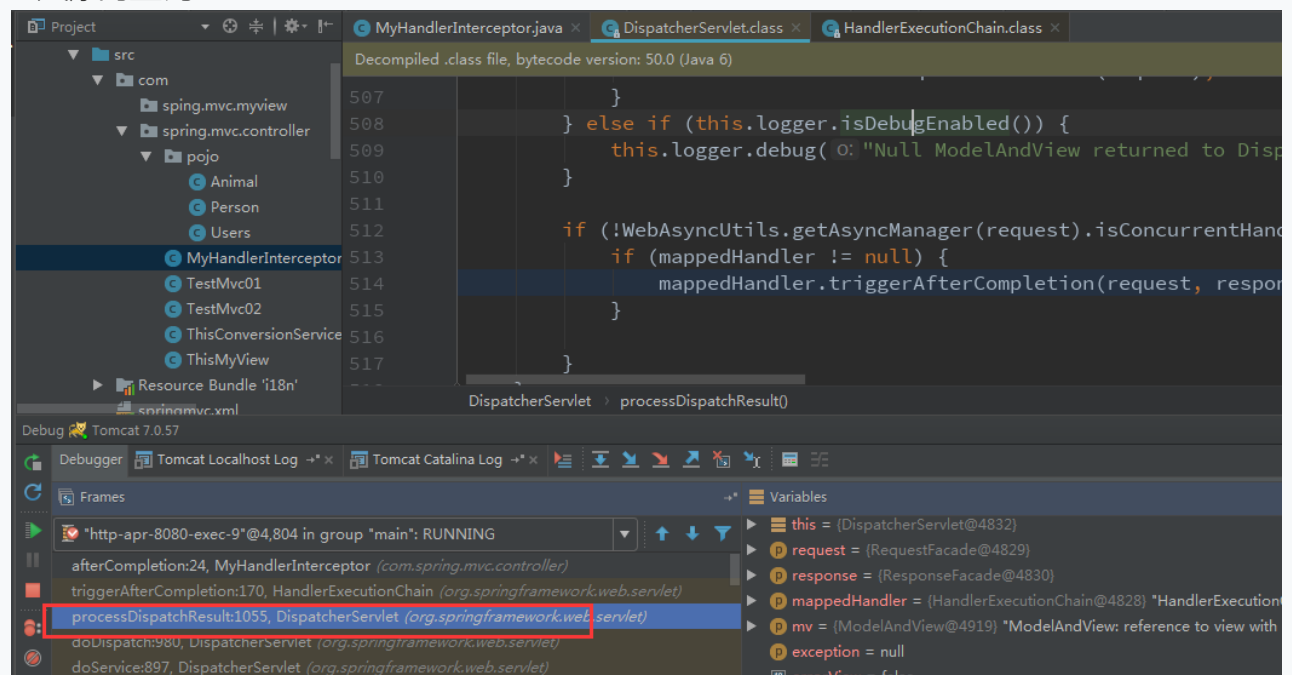 Project
MyHandlerInterceptor.java × DispatcherServlet.class × HandlerExecutionChain.class ×
src
com
sping.mvc.myview
spring.mvc.controller
pojo
Animal
Person
Users
MyHandlerInterceptor
TestMvc01
TestMvc02
ThisConversionService
ThisMyView
Resource Bundle 'i18n'
springmvc.xml
Decompiled .class file, bytecode version: 50.0 (Java 6)
507 }
508 } else if (this.logger.isDebugEnabled()) {
509 this.logger.debug( o: "Null ModelAndView returned to Disp
510 }
511
512 if (!WebAsyncUtils.getAsyncManager(request).isConcurrentHand
513 if (mappedHandler != null) {
514 mappedHandler.triggerAfterCompletion(request, respon
515 }
516
517 }
DispatcherServlet › processDispatchResult()
Debug Tomcat 7.0.57
Debugger Tomcat Localhost Log × Tomcat Catalina Log ×
Frames
"http-apr-8080-exec-9"@4,804 in group "main": RUNNING
afterCompletion:24, MyHandlerInterceptor (com.spring.mvc.controller)
triggerAfterCompletion:170, HandlerExecutionChain (org.springframework.web.servlet)
processDispatchResult:1055, DispatcherServlet (org.springframework.web.servlet)
doDispatch:980, DispatcherServlet (org.springframework.web.servlet)
doService:897, DispatcherServlet (org.springframework.web.servlet)
Variables
this = {DispatcherServlet@4832}
request = {RequestFacade@4829}
response = {ResponseFacade@4830}
mappedHandler = {HandlerExecutionChain@4828} "HandlerExecution
mv = {ModelAndView@4919} "ModelAndView: reference to view with
exception = null